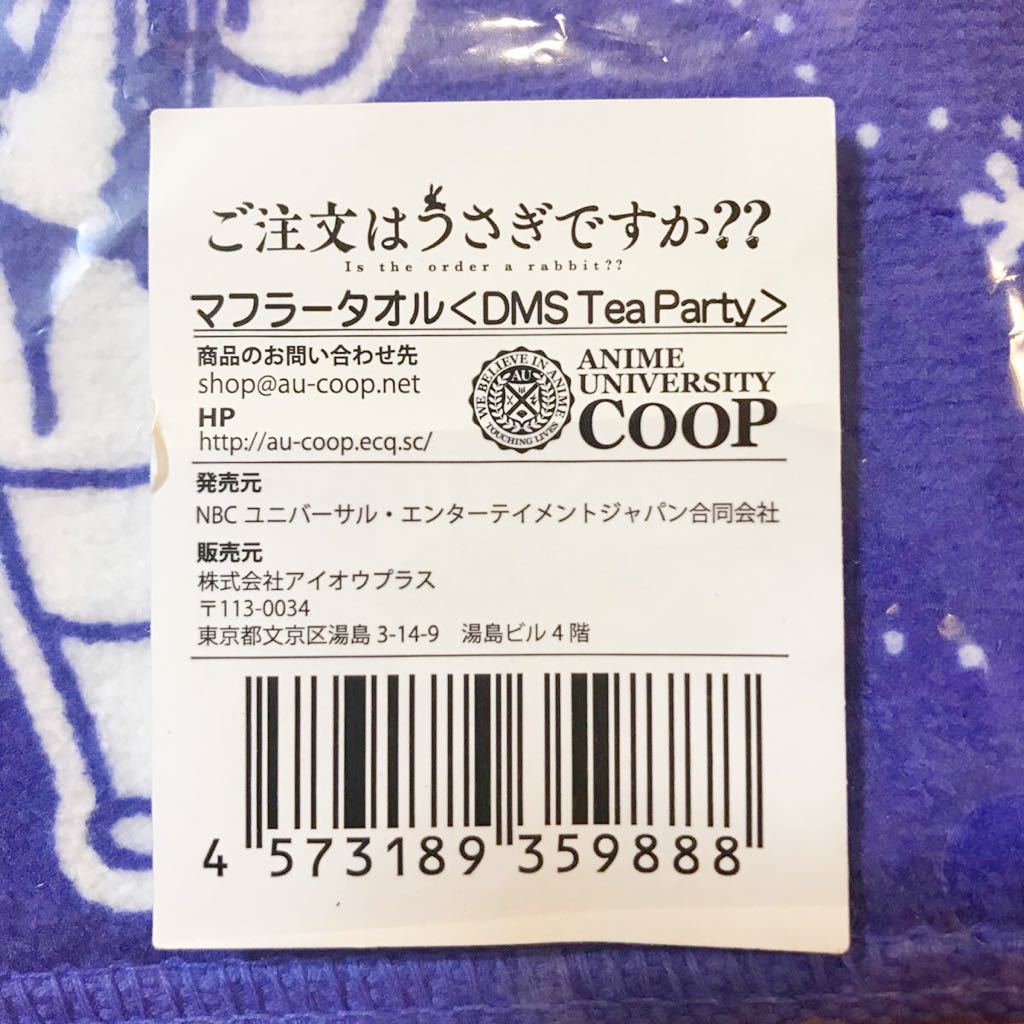 ご注文はうさぎですか??
Is the order a rabbit??
マフラータオル<DMS Tea Party>
商品のお問い合わせ先
shop@au-coop.net
HP
http://au-coop.ecq.sc/
WE BELIEVE IN ANIME
AU
TOUCHING LIVES
ANIME
UNIVERSITY
COOP
発売元
NBC ユニバーサル・エンターテイメントジャパン合同会社
販売元
株式会社アイオウプラス
〒113-0034
東京都文京区湯島 3-14-9 湯島ビル 4 階
4 573189 359888